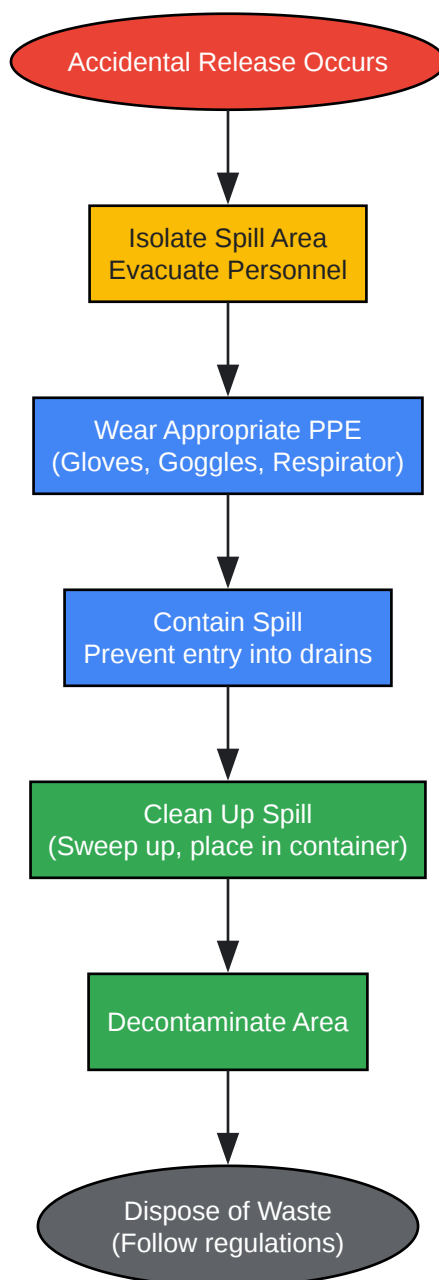 Accidental Release Occurs
Isolate Spill Area
Evacuate Personnel
Wear Appropriate PPE
(Gloves, Goggles, Respirator)
Contain Spill
Prevent entry into drains
Clean Up Spill
(Sweep up, place in container)
Decontaminate Area
Dispose of Waste
(Follow regulations)